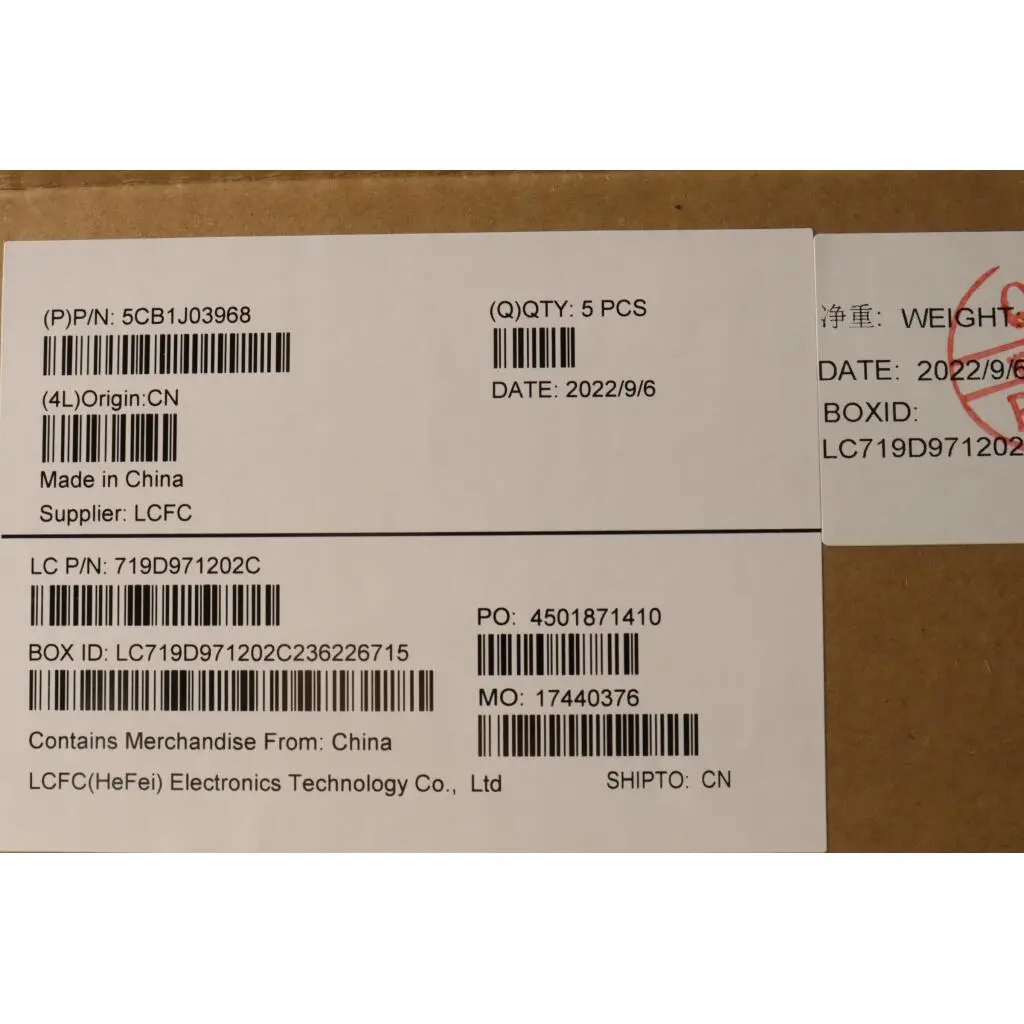 (P)P/N: 5CB1J03968
(Q)QTY: 5 PCS
DATE: 2022/9/6
(4L)Origin:CN
Made in China
Supplier: LCFC
LC P/N: 719D971202C
BOX ID: LC719D971202C236226715
PO: 4501871410
MO: 17440376
Contains Merchandise From: China
LCFC(HeFei) Electronics Technology Co., Ltd
SHIPTO: CN
净重: WEIGHT:
DATE: 2022/9/6
BOXID:
LC719D971202